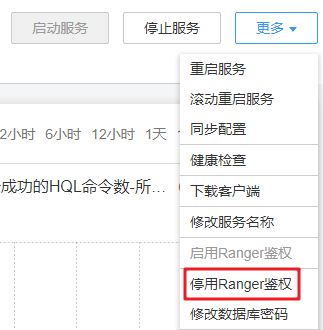 启动服务 停止服务 更多
重启服务
滚动重启服务
同步配置
2小时 6小时 12小时 1天
健康检查
下载客户端
成功的HQL命令数-所...
修改服务名称
启用Ranger鉴权
停用Ranger鉴权
修改数据库密码